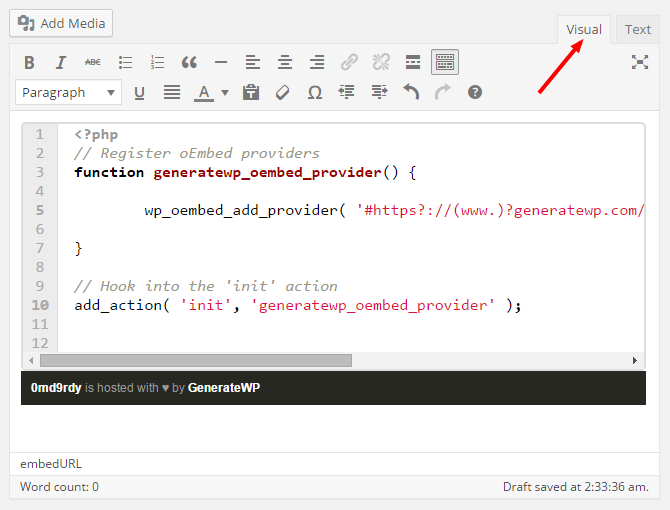 Add Media
Visual Text
B I ABC
Paragraph U A Ω ?
1 <?php
2 // Register oEmbed providers
3 function generatewp_oembed_provider() {
4
5 wp_oembed_add_provider( '#https?://(www.)?generatewp.com/
6
7 }
8
9 // Hook into the 'init' action
10 add_action( 'init', 'generatewp_oembed_provider' );
11
12
0md9rdy is hosted with ♥ by GenerateWP
embedURL
Word count: 0 Draft saved at 2:33:36 am.